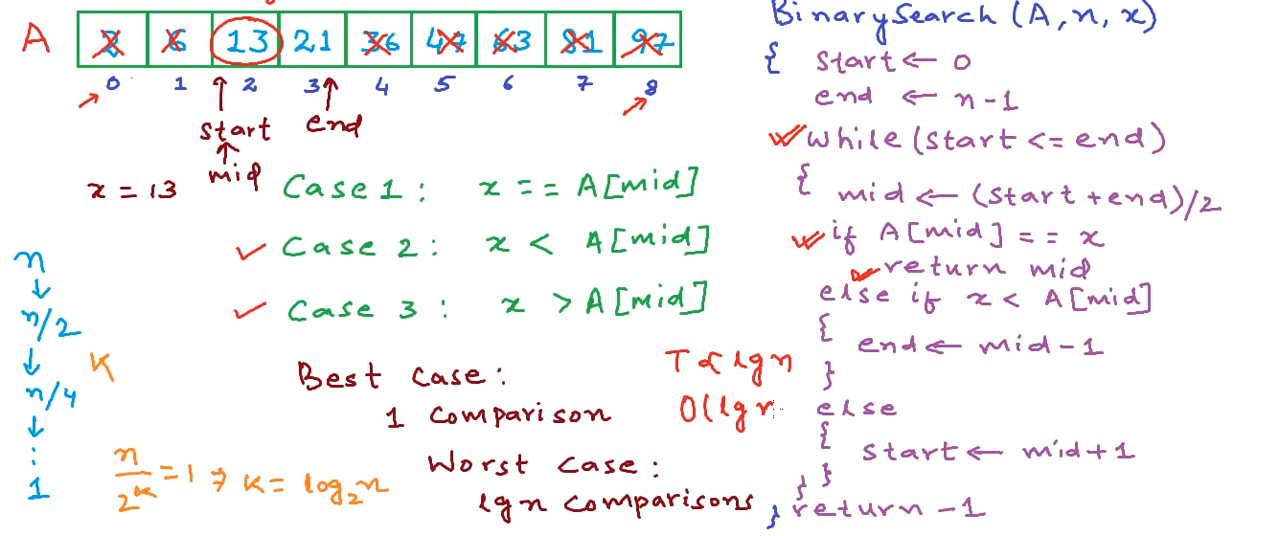 A 2 6 13 21 36 47 63 81 97
0 1 2 3 4 5 6 7 8
start end
mid
x = 13
Case 1 : x == A[mid]
Case 2 : x < A[mid]
Case 3 : x > A[mid]
n
n/2
n/4
:
1
K
n/2^K = 1 ⇒ K = log₂n
Best case :
1 comparison
Worst case :
lgn comparisons
T ∝ lgn
O(lgn
BinarySearch (A, n, x)
{ start ← 0
end ← n-1
while (start <= end)
{ mid ← (start + end)/2
if A[mid] == x
return mid
else if x < A[mid]
{
end ← mid-1
}
else
{ start ← mid+1
}
}
} return -1